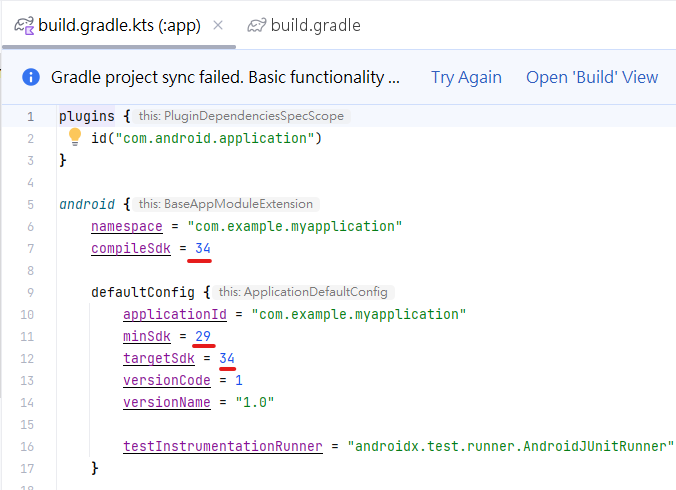 build.gradle.kts (:app) × build.gradle
Gradle project sync failed. Basic functionality ... Try Again Open 'Build' View
1 plugins { this: PluginDependenciesSpecScope
2 id("com.android.application")
3 }
4
5 android { this: BaseAppModuleExtension
6 namespace = "com.example.myapplication"
7 compileSdk = 34
8
9 defaultConfig { this: ApplicationDefaultConfig
10 applicationId = "com.example.myapplication"
11 minSdk = 29
12 targetSdk = 34
13 versionCode = 1
14 versionName = "1.0"
15
16 testInstrumentationRunner = "androidx.test.runner.AndroidJUnitRunner"
17 }